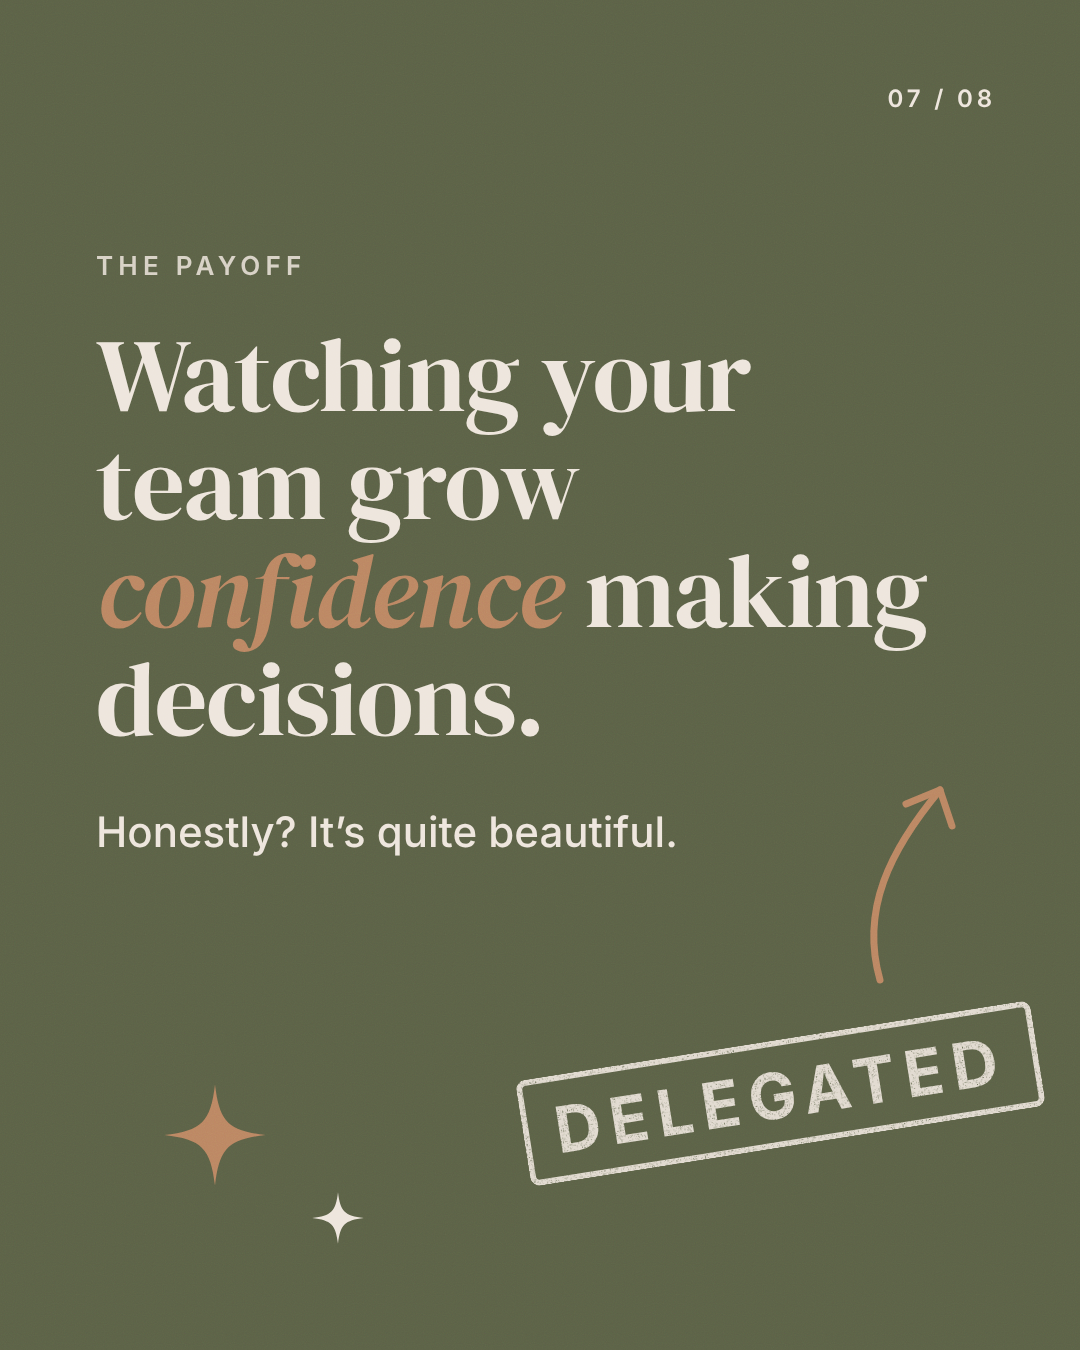 07 / 08
THE PAYOFF
Watching your
team grow
confidence making
decisions.
Honestly? It’s quite beautiful.
DELEGATED